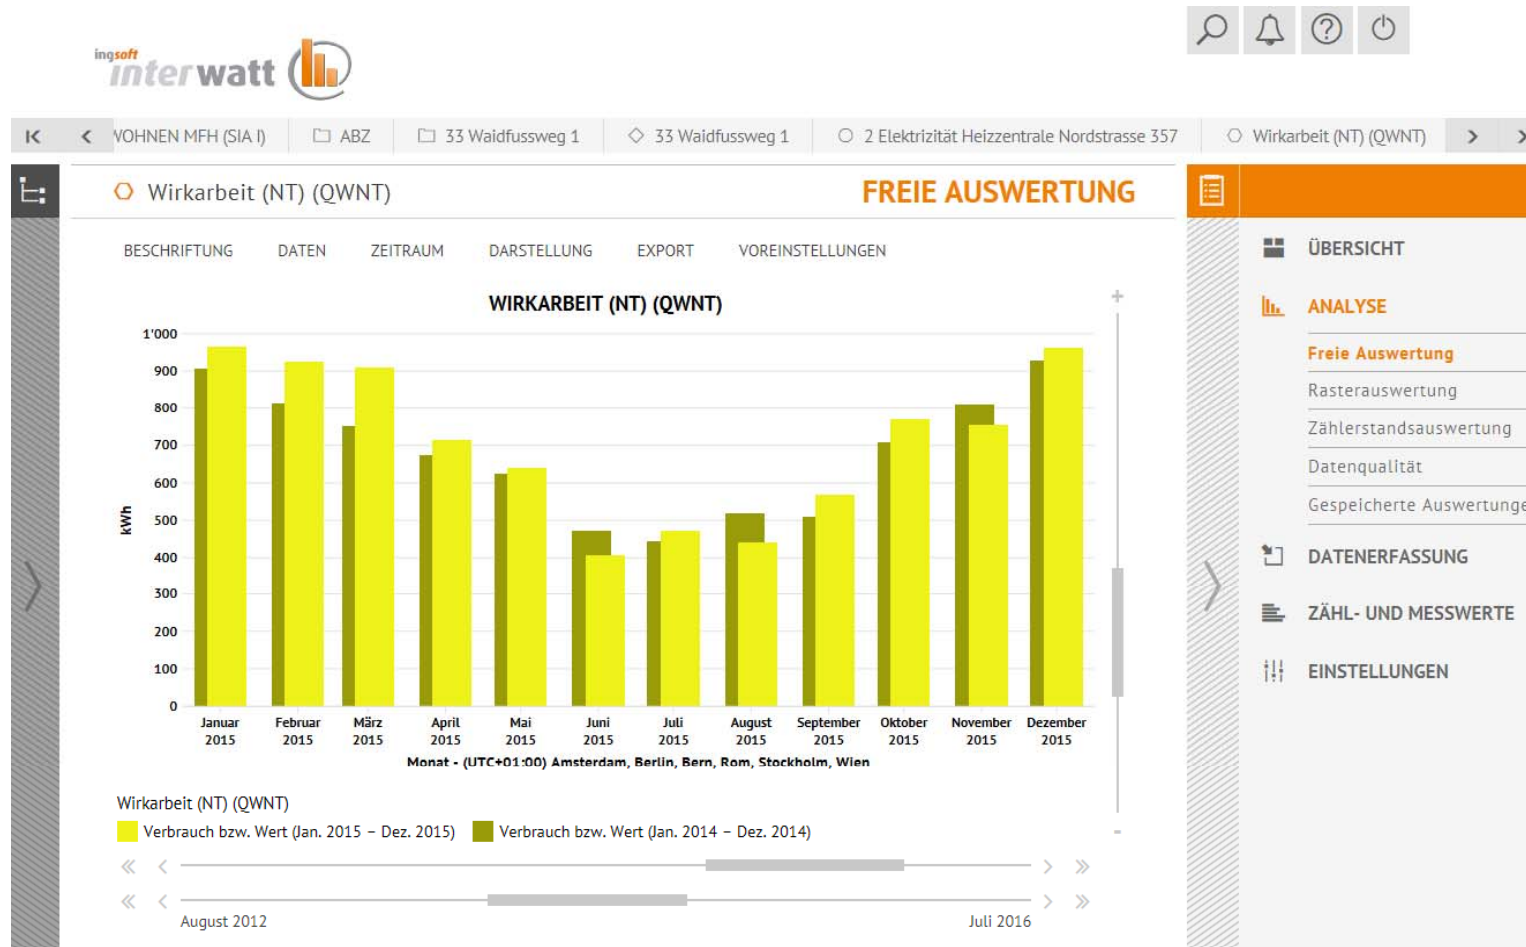 ingsoft
interwatt
WOHNEN MFH (SIA I)
ABZ
33 Waidfussweg 1
33 Waidfussweg 1
2 Elektrizität Heizzentrale Nordstrasse 357
Wirkarbeit (NT) (QWNT)
Wirkarbeit (NT) (QWNT)
FREIE AUSWERTUNG
BESCHRIFTUNG DATEN ZEITRAUM DARSTELLUNG EXPORT VOREINSTELLUNGEN
WIRKARBEIT (NT) (QWNT)
+
1'000
900
800
700
600
500
400
300
200
100
0
kWh
Januar 2015
Februar 2015
März 2015
April 2015
Mai 2015
Juni 2015
Juli 2015
August 2015
September 2015
Oktober 2015
November 2015
Dezember 2015
Monat - (UTC+01:00) Amsterdam, Berlin, Bern, Rom, Stockholm, Wien
Wirkarbeit (NT) (QWNT)
Verbrauch bzw. Wert (Jan. 2015 – Dez. 2015) Verbrauch bzw. Wert (Jan. 2014 – Dez. 2014)
-
August 2012 Juli 2016
ÜBERSICHT
ANALYSE
Freie Auswertung
Rasterauswertung
Zählerstandsauswertung
Datenqualität
Gespeicherte Auswertunge
DATENERFASSUNG
ZÄHL- UND MESSWERTE
EINSTELLUNGEN